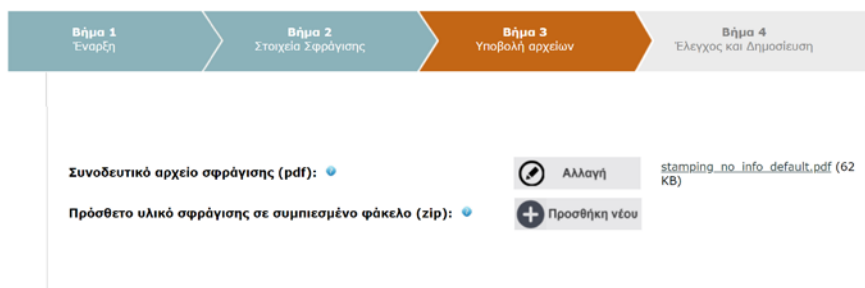 Βήμα 1
Έναρξη
Βήμα 2
Στοιχεία Σφράγισης
Βήμα 3
Υποβολή αρχείων
Βήμα 4
Έλεγχος και Δημοσίευση
Συνοδευτικό αρχείο σφράγισης (pdf):
Αλλαγή
stamping_no_info_default.pdf (62
KB)
Πρόσθετο υλικό σφράγισης σε συμπιεσμένο φάκελο (zip):
Προσθήκη νέου